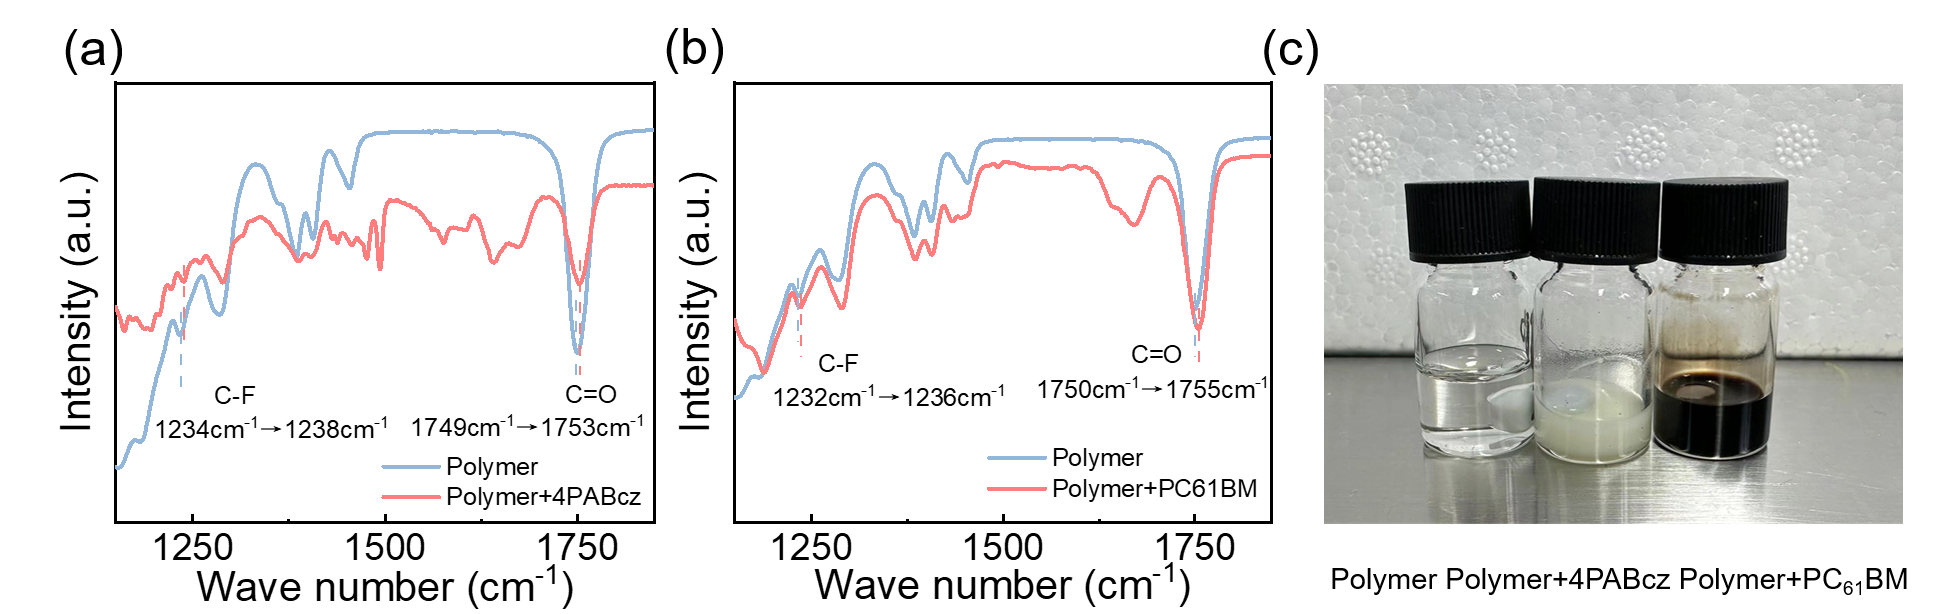 (a)
Intensity (a.u.)
C-F
1234cm⁻¹→1238cm⁻¹
C=O
1749cm⁻¹→1753cm⁻¹
Polymer
Polymer+4PABcz
1250 1500 1750
Wave number (cm⁻¹)
(b)
Intensity (a.u.)
C-F
1232cm⁻¹→1236cm⁻¹
C=O
1750cm⁻¹→1755cm⁻¹
Polymer
Polymer+PC61BM
1250 1500 1750
Wave number (cm⁻¹)
(c)
Polymer Polymer+4PABcz Polymer+PC₆₁BM